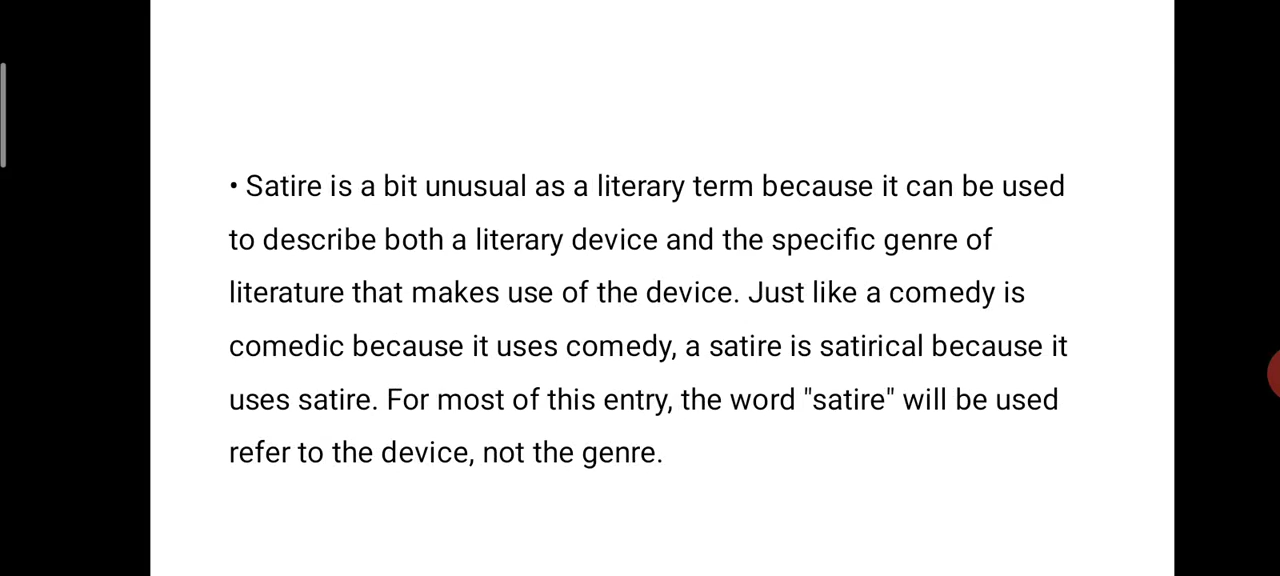 • Satire is a bit unusual as a literary term because it can be used
to describe both a literary device and the specific genre of
literature that makes use of the device. Just like a comedy is
comedic because it uses comedy, a satire is satirical because it
uses satire. For most of this entry, the word "satire" will be used
refer to the device, not the genre.